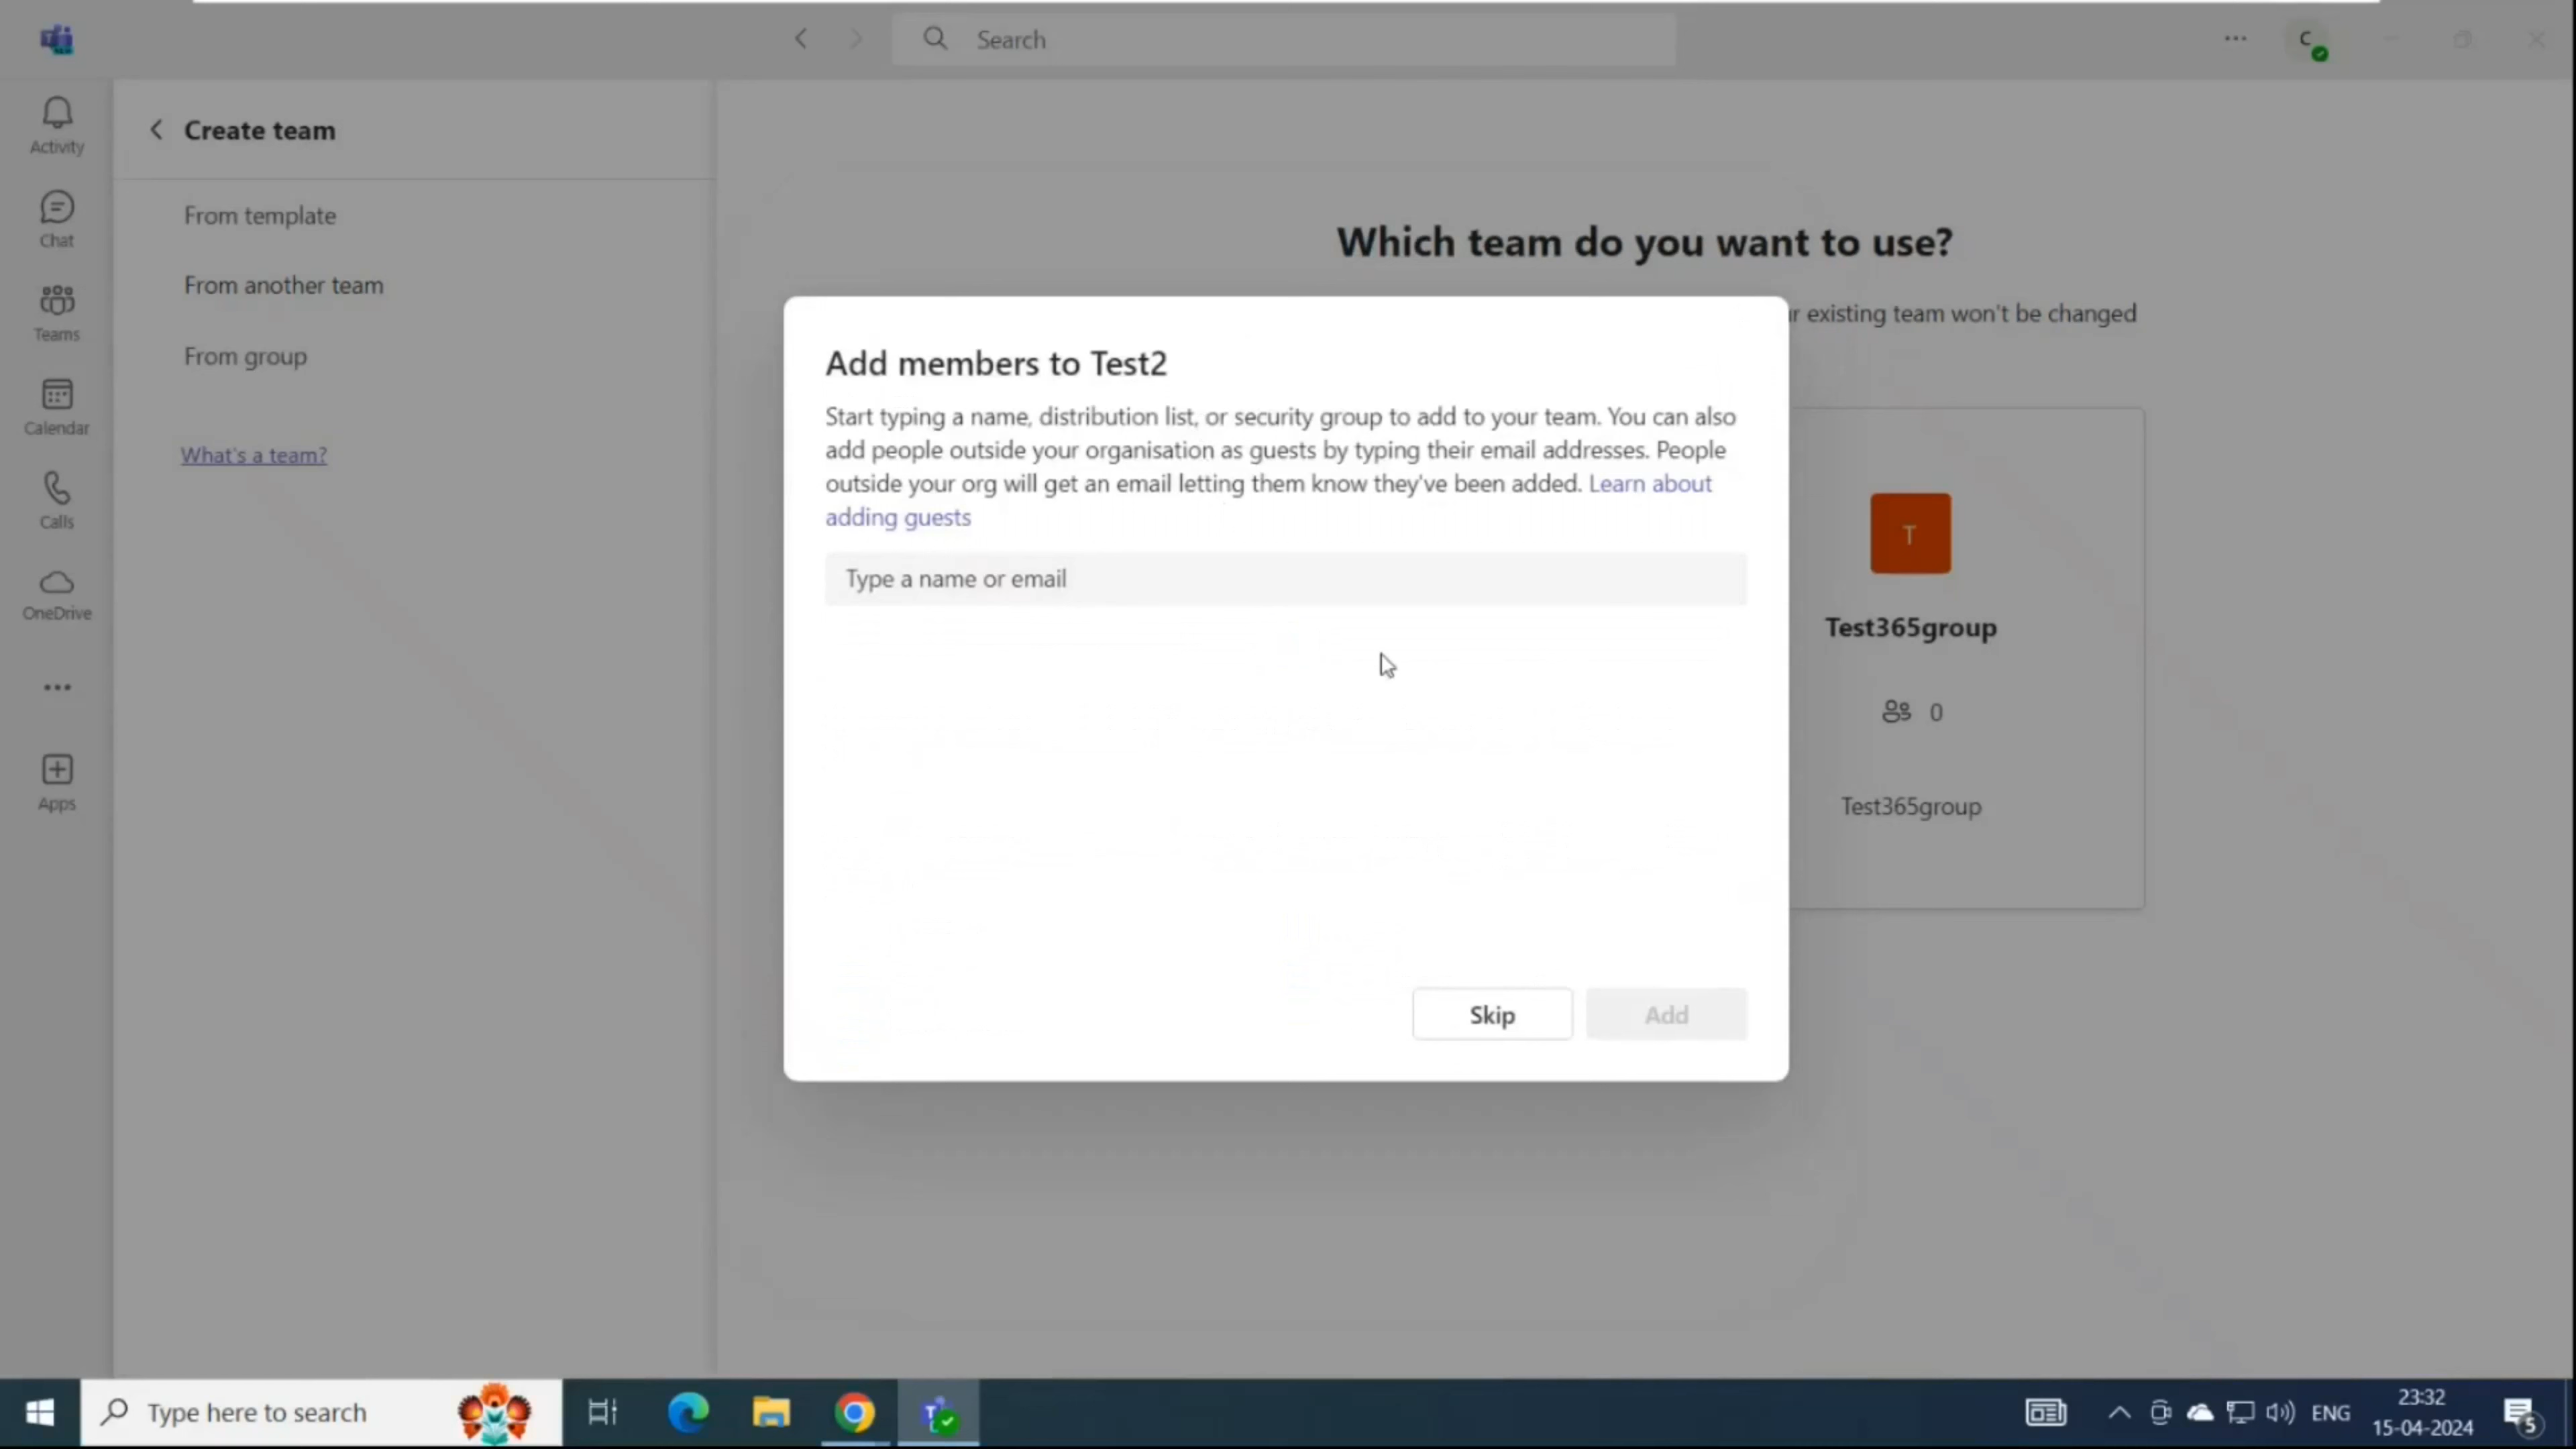 Search
C
Activity
Chat
Teams
Calendar
Calls
OneDrive
Apps
Create team
From template
From another team
From group
What's a team?
Which team do you want to use?
r existing team won't be changed
Add members to Test2
Start typing a name, distribution list, or security group to add to your team. You can also
add people outside your organisation as guests by typing their email addresses. People
outside your org will get an email letting them know they've been added. Learn about
adding guests
Type a name or email
Skip
Add
T
Test365group
0
Test365group
Type here to search
ENG
23:32
15-04-2024
5